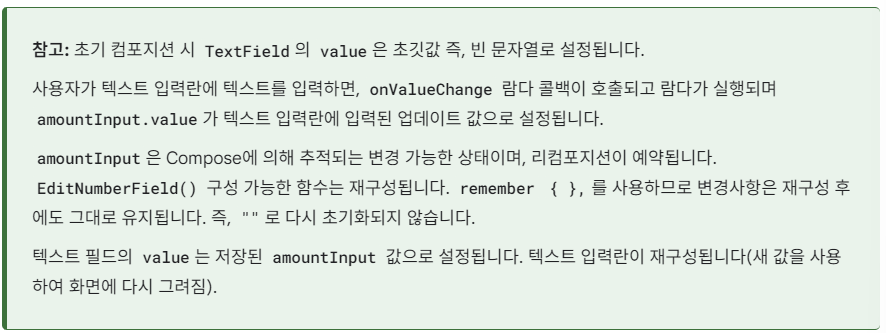 참고: 초기 컴포지션 시 TextField 의 value 은 초깃값 즉, 빈 문자열로 설정됩니다.
사용자가 텍스트 입력란에 텍스트를 입력하면, onValueChange 람다 콜백이 호출되고 람다가 실행되며
amountInput.value 가 텍스트 입력란에 입력된 업데이트 값으로 설정됩니다.
amountInput 은 Compose에 의해 추적되는 변경 가능한 상태이며, 리컴포지션이 예약됩니다.
EditNumberField() 구성 가능한 함수는 재구성됩니다. remember { }, 를 사용하므로 변경사항은 재구성 후
에도 그대로 유지됩니다. 즉, "" 로 다시 초기화되지 않습니다.
텍스트 필드의 value 는 저장된 amountInput 값으로 설정됩니다. 텍스트 입력란이 재구성됩니다(새 값을 사용
하여 화면에 다시 그려짐).